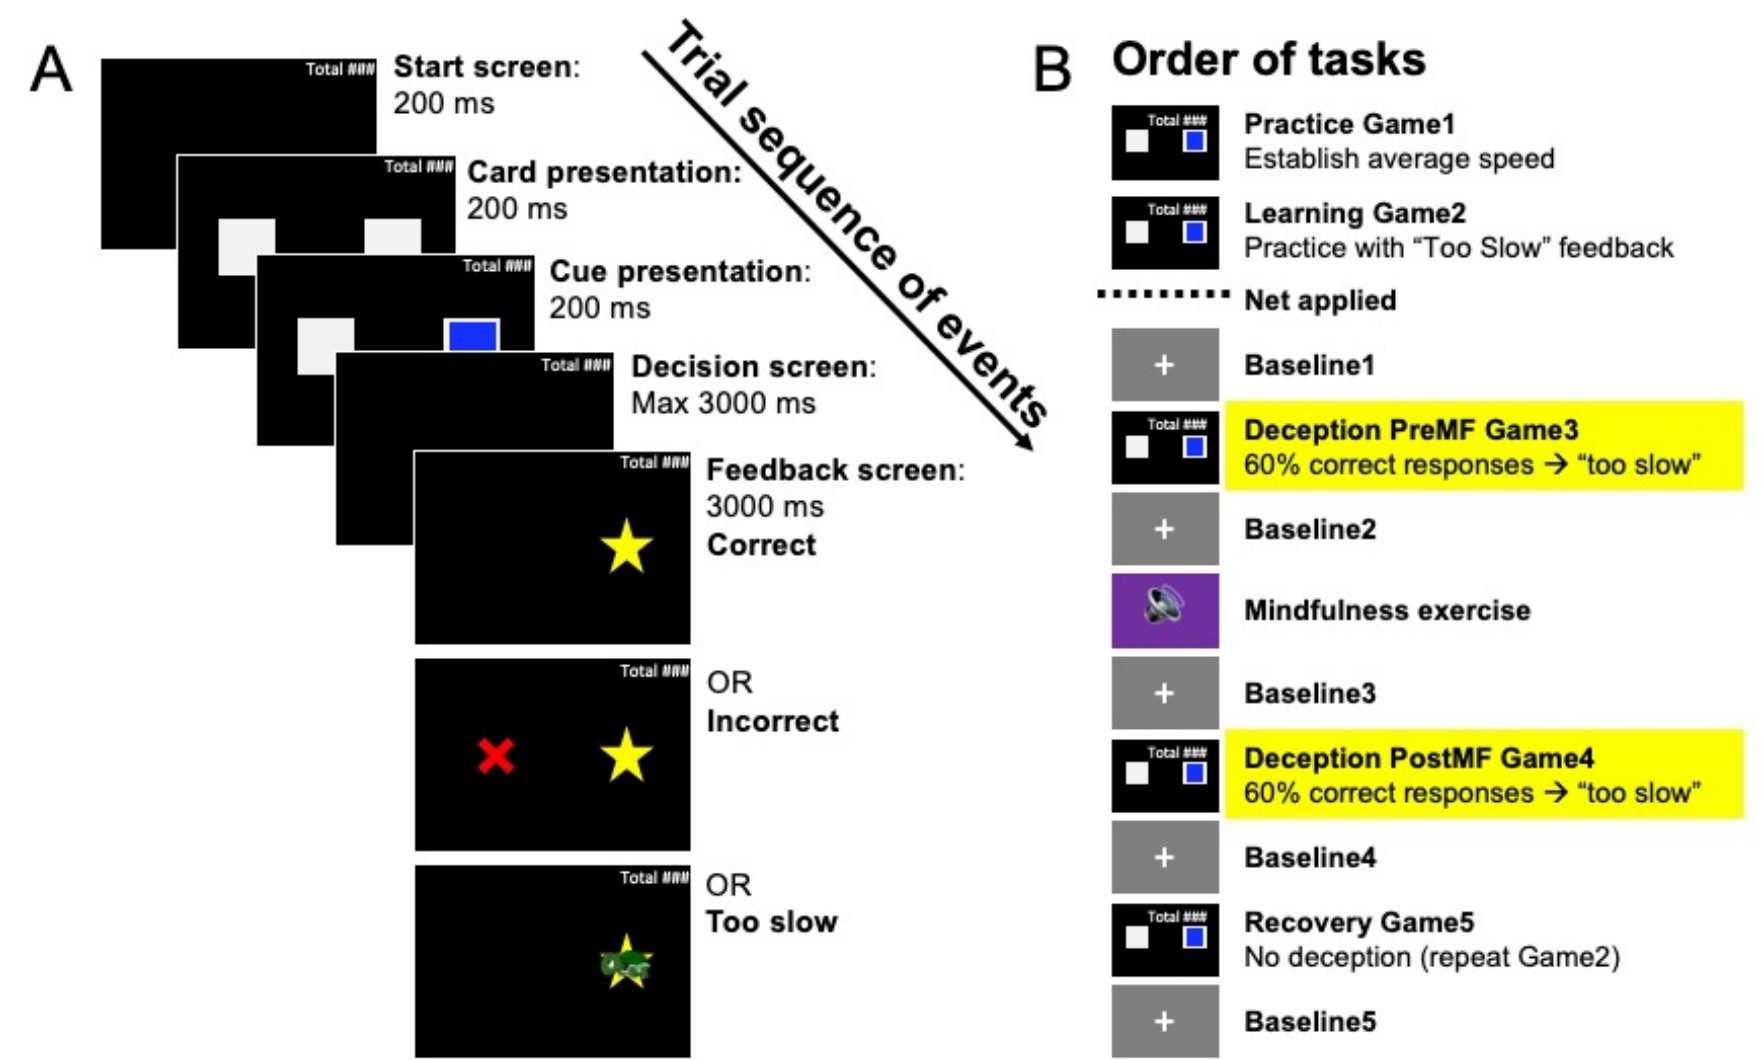 A
Total ###
Start screen:
200 ms
Total ###
Card presentation:
200 ms
Total ###
Cue presentation:
200 ms
Total ###
Decision screen:
Max 3000 ms
Total ###
Feedback screen:
3000 ms
Correct
Total ###
OR
Incorrect
Total ###
OR
Too slow
Trial sequence of events
B
Order of tasks
Total ###
Practice Game1
Establish average speed
Total ###
Learning Game2
Practice with “Too Slow” feedback
Net applied
Baseline1
Total ###
Deception PreMF Game3
60% correct responses → “too slow”
Baseline2
Mindfulness exercise
Baseline3
Total ###
Deception PostMF Game4
60% correct responses → “too slow”
Baseline4
Total ###
Recovery Game5
No deception (repeat Game2)
Baseline5